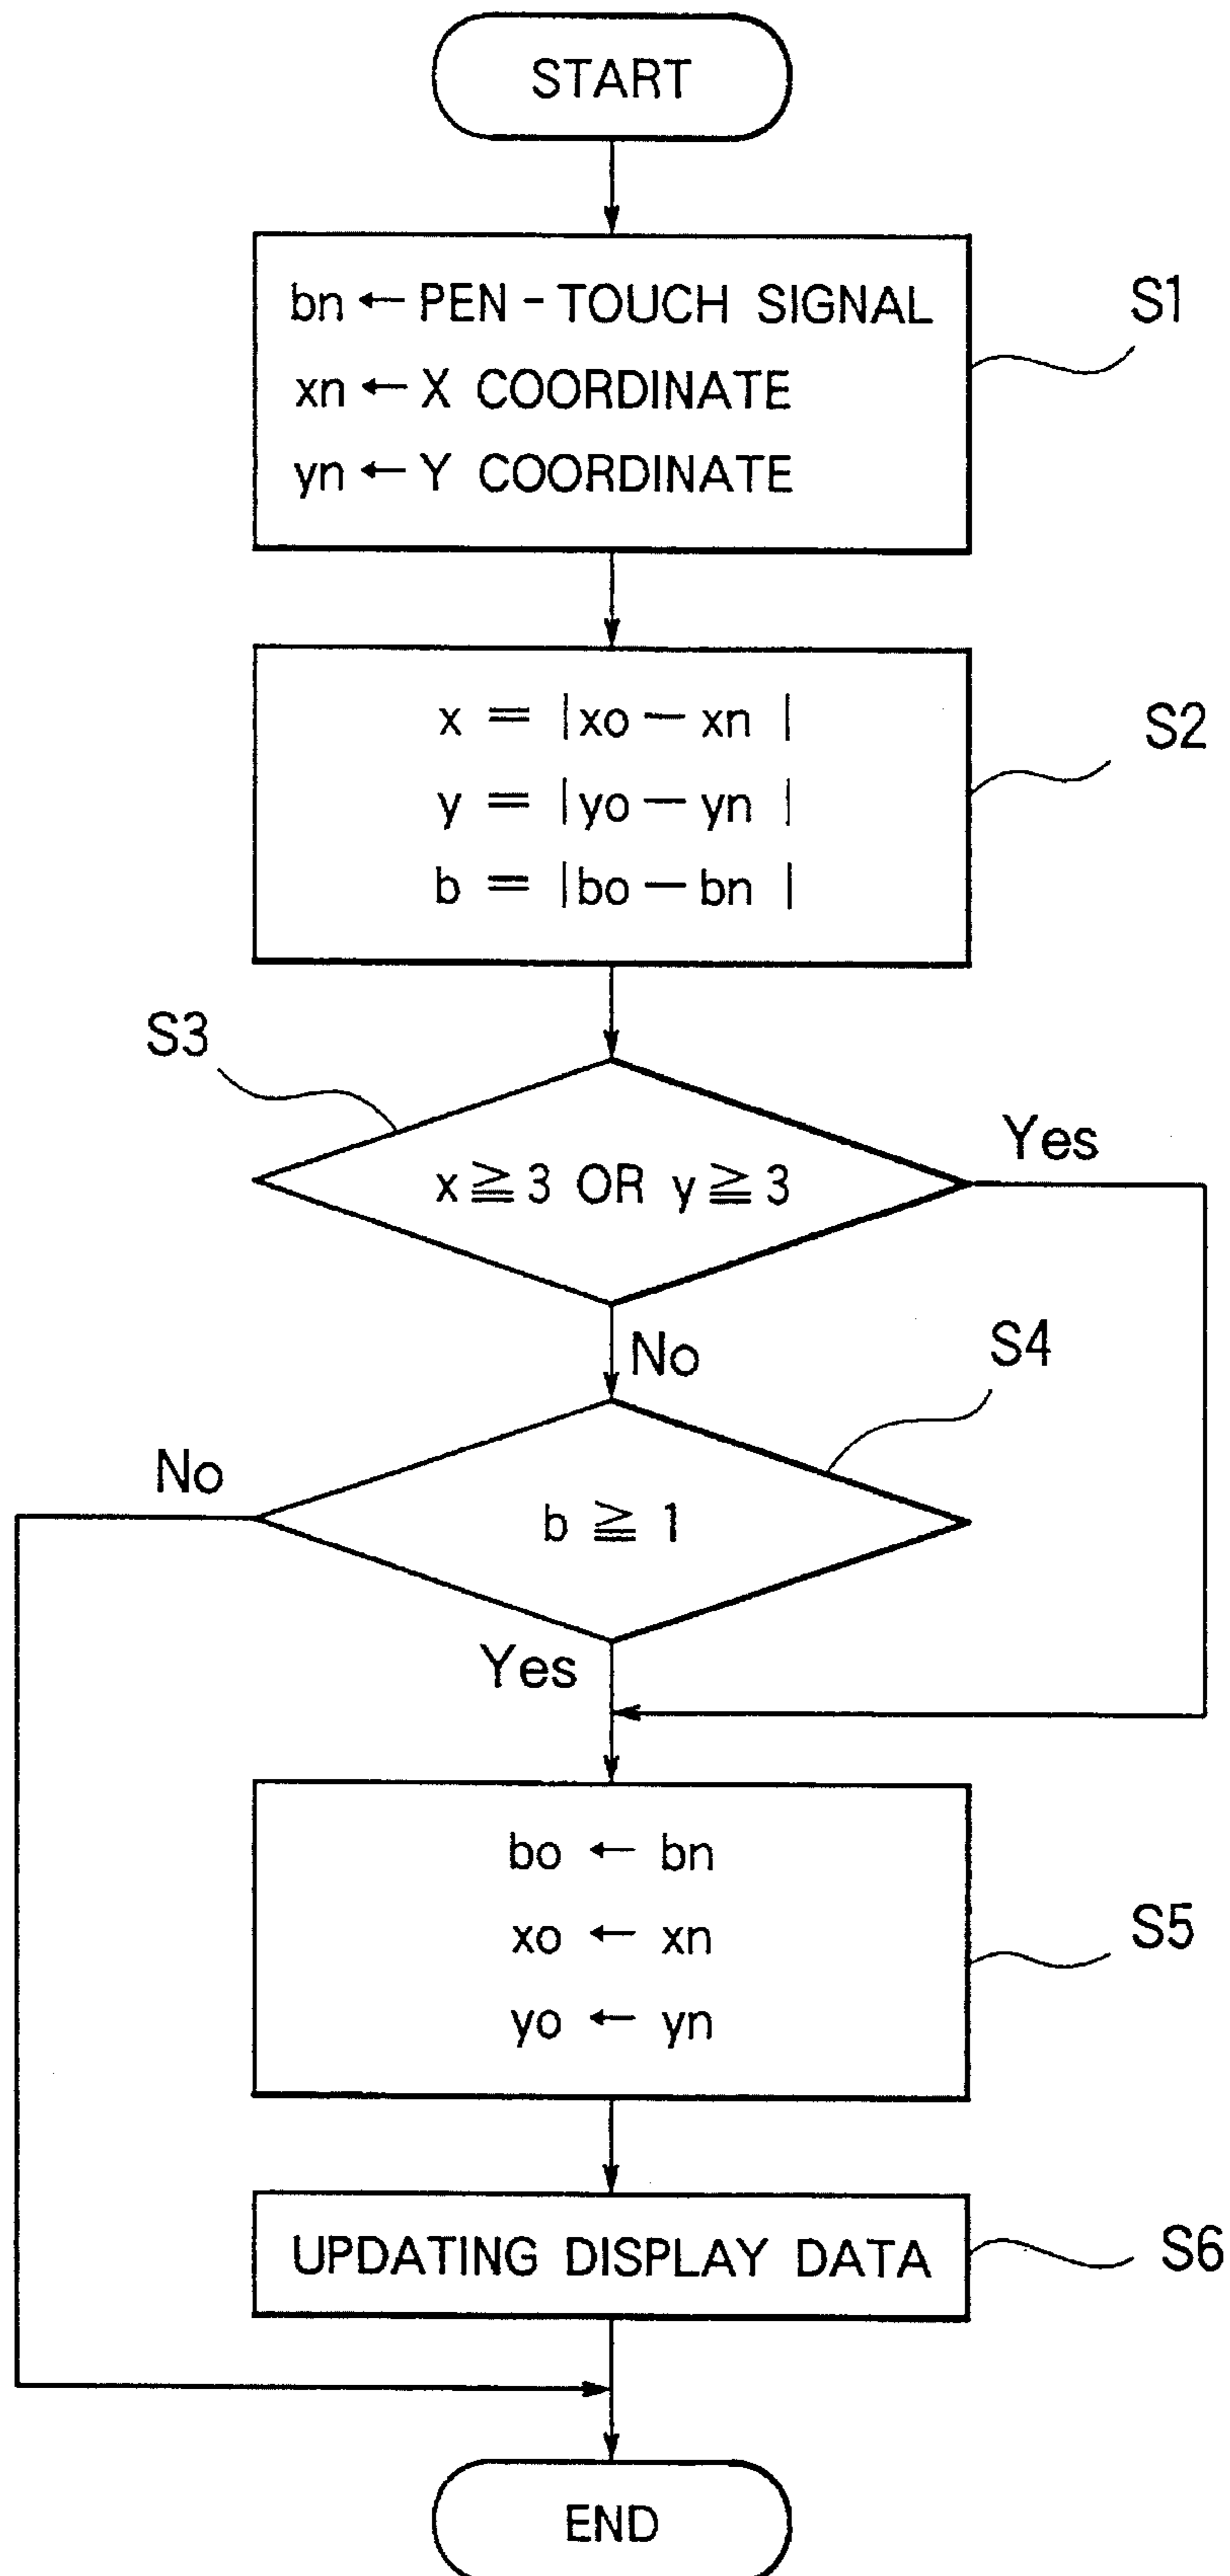 START
bn ← PEN - TOUCH SIGNAL
xn ← X COORDINATE
yn ← Y COORDINATE
S1
x = |xo - xn |
y = |yo - yn |
b = |bo - bn |
S2
S3
x ≧ 3 OR y ≧ 3
Yes
No
S4
No
b ≧ 1
Yes
bo ← bn
xo ← xn
yo ← yn
S5
UPDATING DISPLAY DATA
S6
END